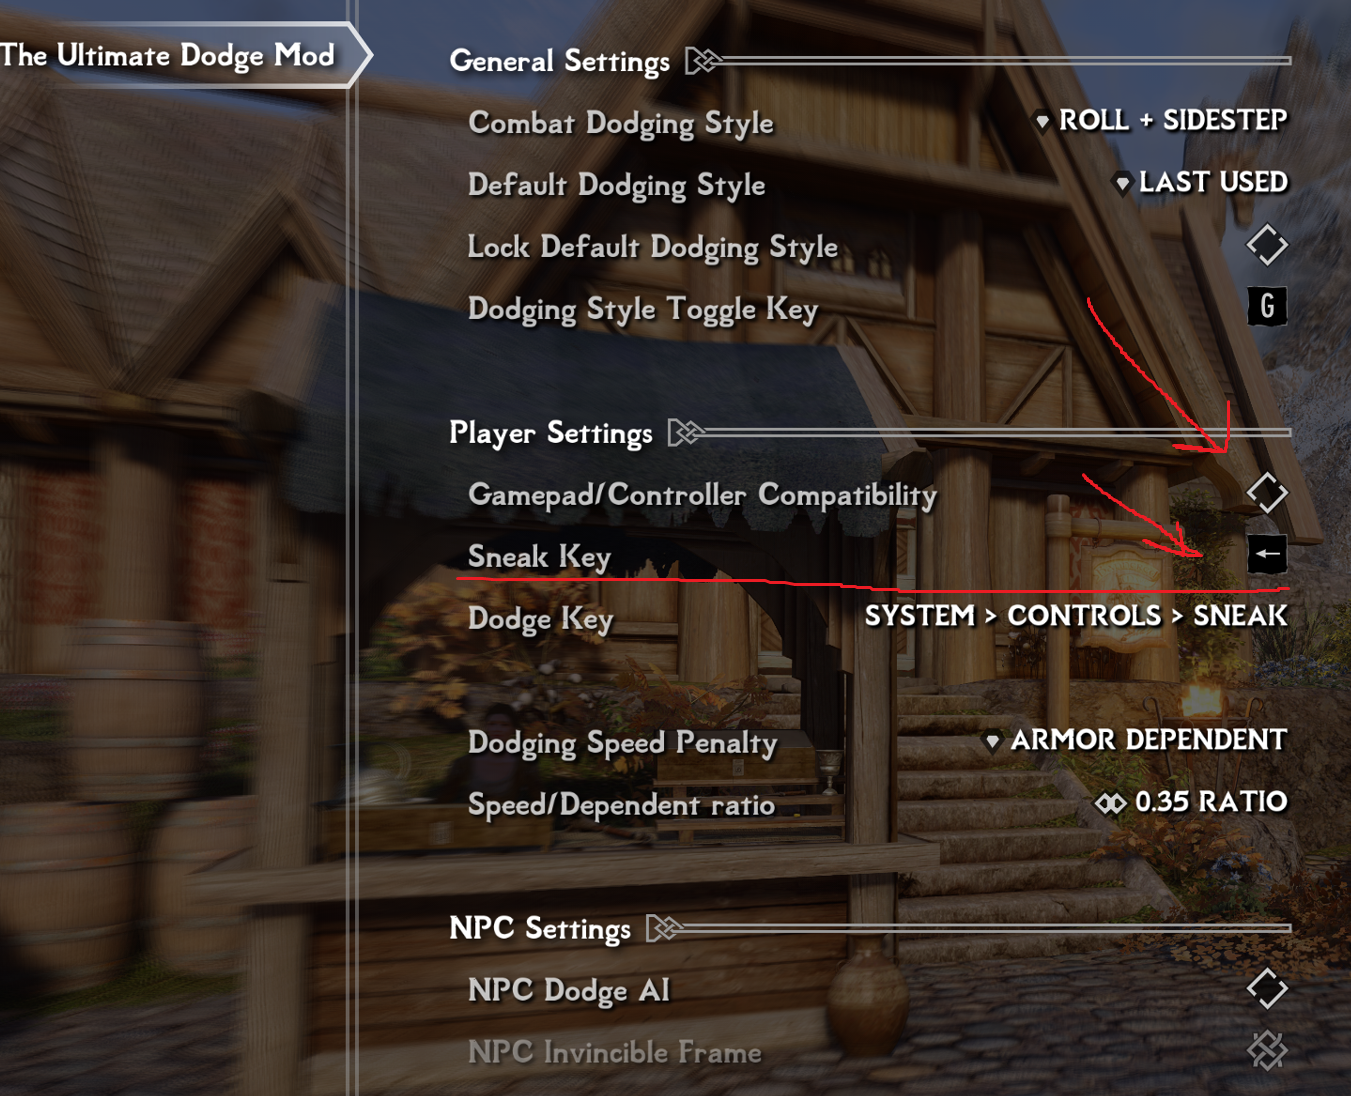 The Ultimate Dodge Mod
General Settings
Combat Dodging Style ROLL + SIDESTEP
Default Dodging Style LAST USED
Lock Default Dodging Style
Dodging Style Toggle Key G
Player Settings
Gamepad/Controller Compatibility
Sneak Key ←
Dodge Key SYSTEM > CONTROLS > SNEAK
Dodging Speed Penalty ARMOR DEPENDENT
Speed/Dependent ratio 0.35 RATIO
NPC Settings
NPC Dodge AI
NPC Invincible Frame